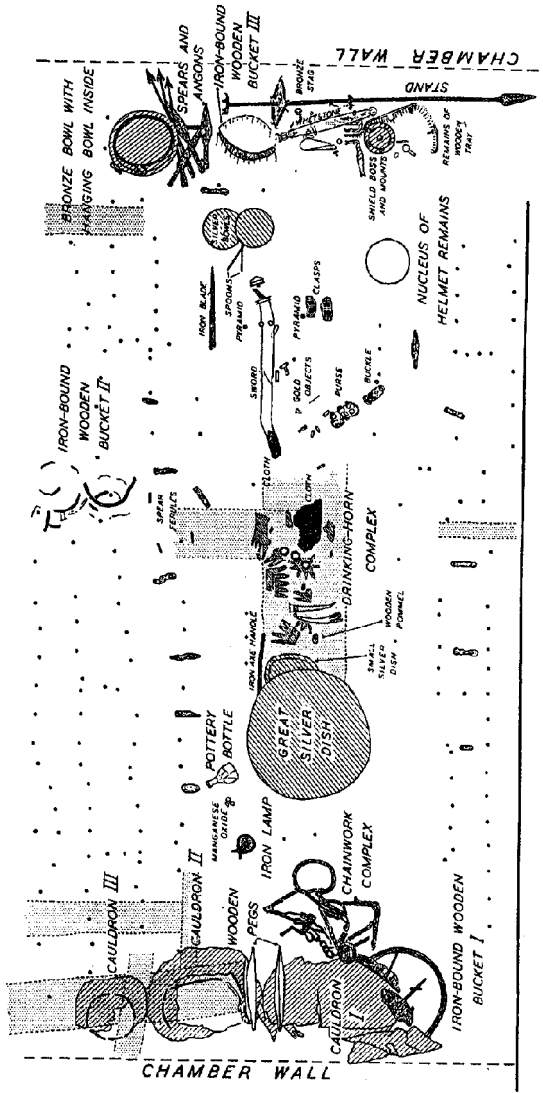 CHAMBER WALL
CAULDRON III
CAULDRON II
WOODEN
PEGS
CAULDRON
I
IRON-BOUND WOODEN
BUCKET I
CHAINWORK
COMPLEX
IRON LAMP
MANGANESE
OXIDE
POTTERY
BOTTLE
GREAT
SILVER
DISH
IRON AXE HANDLE
SMALL
SILVER
DISH
WOODEN
POMMEL
DRINKING-HORN
COMPLEX
CLOTH
CLOTH
SPEAR
FERULES
IRON-BOUND
WOODEN
BUCKET II
SWORD
GOLD
OBJECTS
PURSE
BUCKLE
IRON BLADE
SPOONS
PYRAMID
PYRAMID
CLASPS
SILVER
BOWLS
NUCLEUS OF
HELMET REMAINS
BRONZE BOWL WITH
HANGING BOWL INSIDE
SPEARS AND
ANGONS
IRON-BOUND
WOODEN
BUCKET III
BRONZE
STAG
STAND
SHIELD BOSS
AND MOUNTS
REMAINS OF
WOODEN
TRAY
CHAMBER WALL